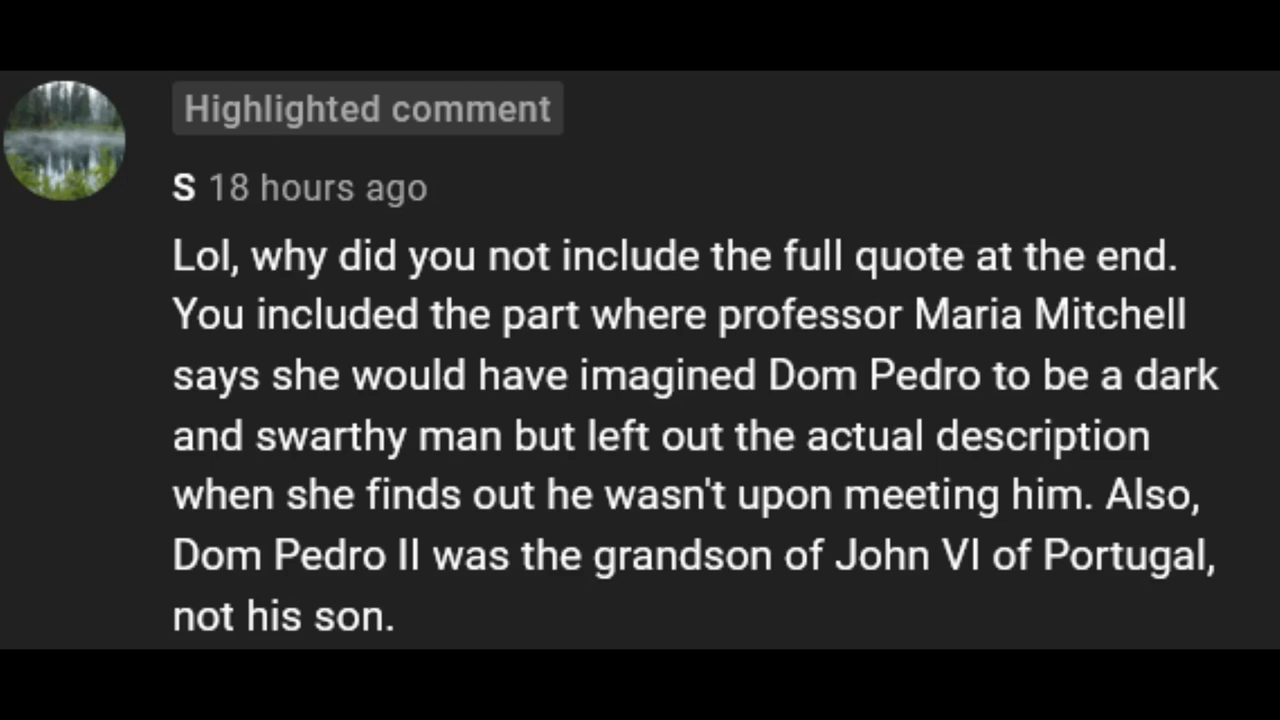 Highlighted comment
S 18 hours ago
Lol, why did you not include the full quote at the end.
You included the part where professor Maria Mitchell
says she would have imagined Dom Pedro to be a dark
and swarthy man but left out the actual description
when she finds out he wasn't upon meeting him. Also,
Dom Pedro II was the grandson of John VI of Portugal,
not his son.